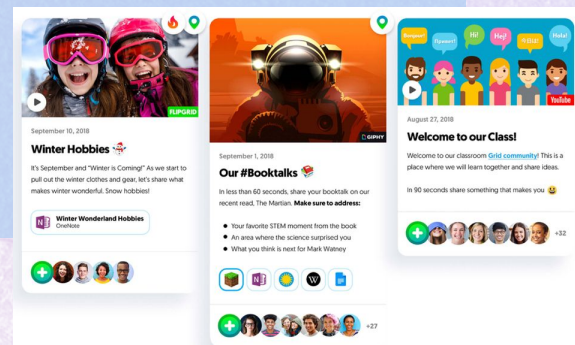 FLIPGRID
September 10, 2018
Winter Hobbies
It's September and "Winter is Coming!" As we start to
pull out the winter clothes and gear, let's share what
makes winter wonderful. Snow hobbies!
N
Winter Wonderland Hobbies
OneNote
GIPHY
September 1, 2018
Our #Booktalks
In less than 60 seconds, share your booktalk on our
recent read, The Martian. Make sure to address:
Your favorite STEM moment from the book
An area where the science surprised you
What you think is next for Mark Watney
N
W
+27
Bonjour!
Привет!
Hi!
Hej!
Hola!
YouTube
August 27, 2018
Welcome to our Class!
Welcome to our classroom Grid community! This is a
place where we will learn together and share ideas.
In 90 seconds share something that makes you
+32